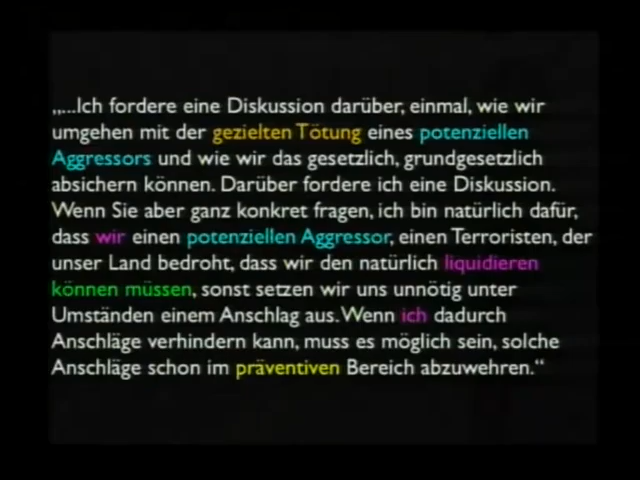 „...Ich fordere eine Diskussion darüber, einmal, wie wir
umgehen mit der gezielten Tötung eines potenziellen
Aggressors und wie wir das gesetzlich, grundgesetzlich
absichern können. Darüber fordere ich eine Diskussion.
Wenn Sie aber ganz konkret fragen, ich bin natürlich dafür,
dass wir einen potenziellen Aggressor, einen Terroristen, der
unser Land bedroht, dass wir den natürlich liquidieren
können müssen, sonst setzen wir uns unnötig unter
Umständen einem Anschlag aus. Wenn ich dadurch
Anschläge verhindern kann, muss es möglich sein, solche
Anschläge schon im präventiven Bereich abzuwehren.“